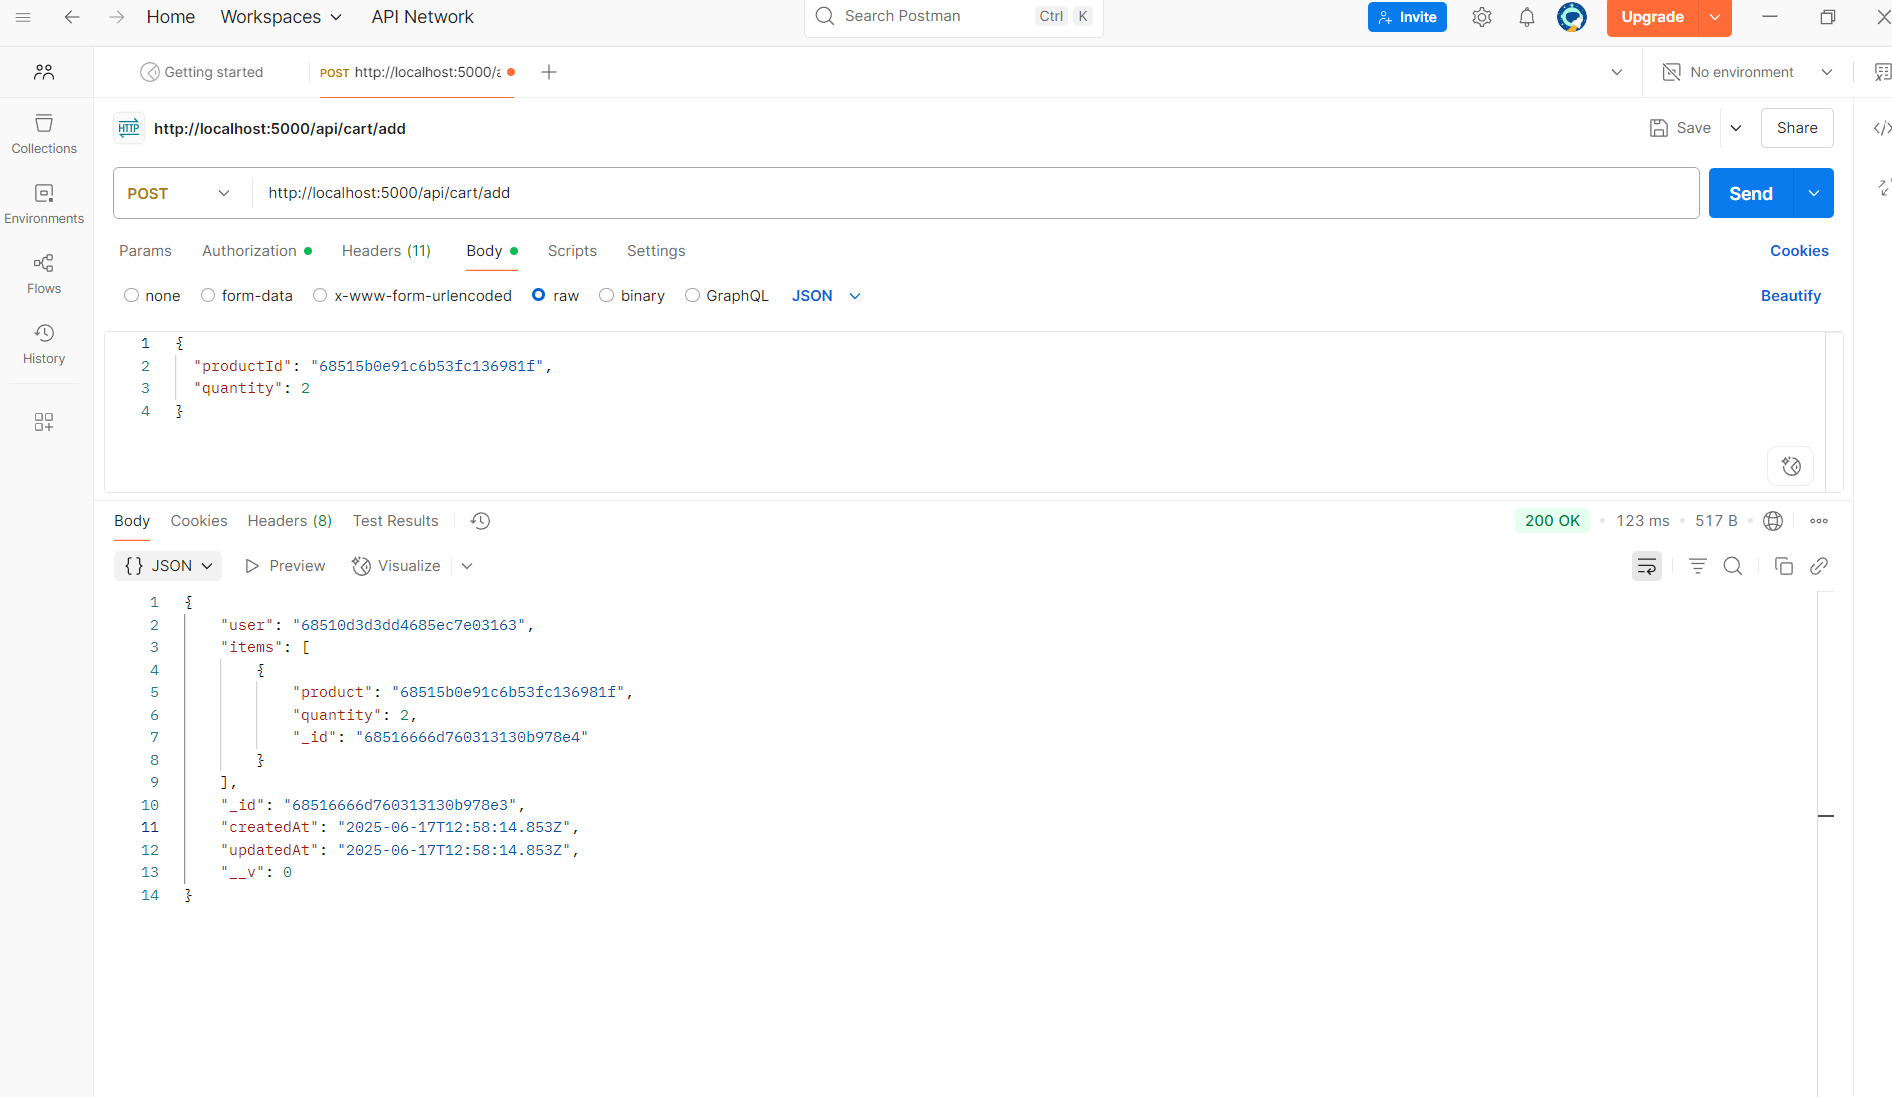 Home Workspaces API Network Search Postman Ctrl K Invite Upgrade
Getting started POST http://localhost:5000/a No environment
HTTP http://localhost:5000/api/cart/add Save Share
POST http://localhost:5000/api/cart/add Send
Params Authorization Headers (11) Body Scripts Settings Cookies
none form-data x-www-form-urlencoded raw binary GraphQL JSON Beautify
Collections
Environments
Flows
History
1 {
2 "productId": "68515b0e91c6b53fc136981f",
3 "quantity": 2
4 }
Body Cookies Headers (8) Test Results 200 OK 123 ms 517 B
{} JSON Preview Visualize
1 {
2 "user": "68510d3d3dd4685ec7e03163",
3 "items": [
4 {
5 "product": "68515b0e91c6b53fc136981f",
6 "quantity": 2,
7 "_id": "68516666d760313130b978e4"
8 }
9 ],
10 "_id": "68516666d760313130b978e3",
11 "createdAt": "2025-06-17T12:58:14.853Z",
12 "updatedAt": "2025-06-17T12:58:14.853Z",
13 "__v": 0
14 }